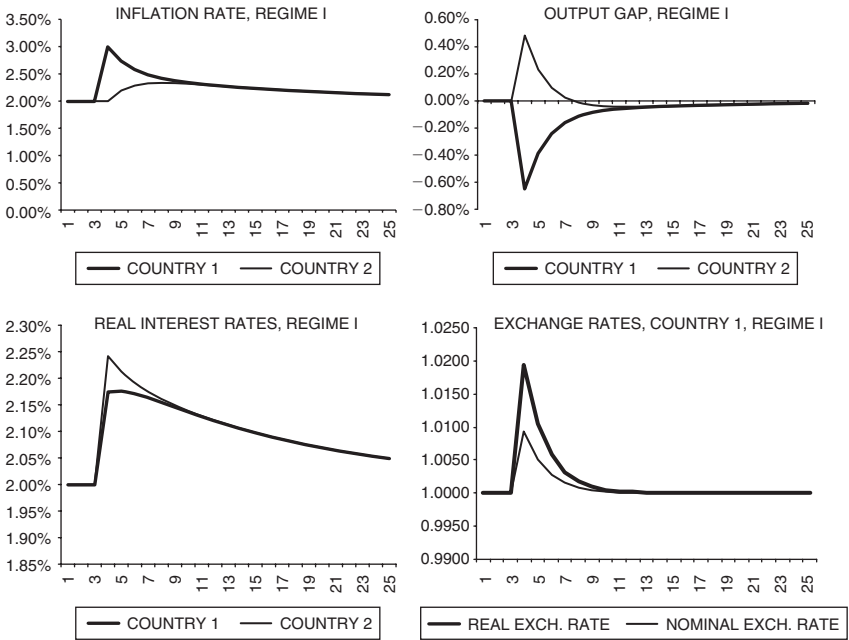 INFLATION RATE, REGIME I
3.50%
3.00%
2.50%
2.00%
1.50%
1.00%
0.50%
0.00%
1 3 5 7 9 11 13 15 17 19 21 23 25
COUNTRY 1 COUNTRY 2
OUTPUT GAP, REGIME I
0.60%
0.40%
0.20%
0.00%
−0.20%
−0.40%
−0.60%
−0.80%
1 3 5 7 9 11 13 15 17 19 21 23 25
COUNTRY 1 COUNTRY 2
REAL INTEREST RATES, REGIME I
2.30%
2.25%
2.20%
2.15%
2.10%
2.05%
2.00%
1.95%
1.90%
1.85%
1 3 5 7 9 11 13 15 17 19 21 23 25
COUNTRY 1 COUNTRY 2
EXCHANGE RATES, COUNTRY 1, REGIME I
1.0250
1.0200
1.0150
1.0100
1.0050
1.0000
0.9950
0.9900
1 3 5 7 9 11 13 15 17 19 21 23 25
REAL EXCH. RATE NOMINAL EXCH. RATE